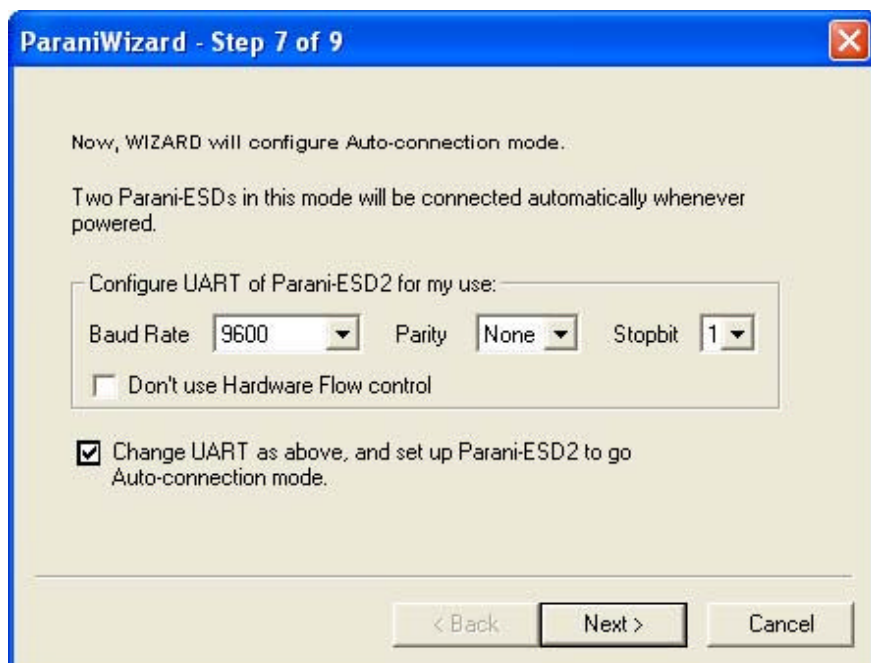 ParaniWizard - Step 7 of 9
Now, WIZARD will configure Auto-connection mode.
Two Parani-ESDs in this mode will be connected automatically whenever
powered.
Configure UART of Parani-ESD2 for my use:
Baud Rate 9600 Parity None Stopbit 1
Don't use Hardware Flow control
Change UART as above, and set up Parani-ESD2 to go
Auto-connection mode.
< Back Next > Cancel